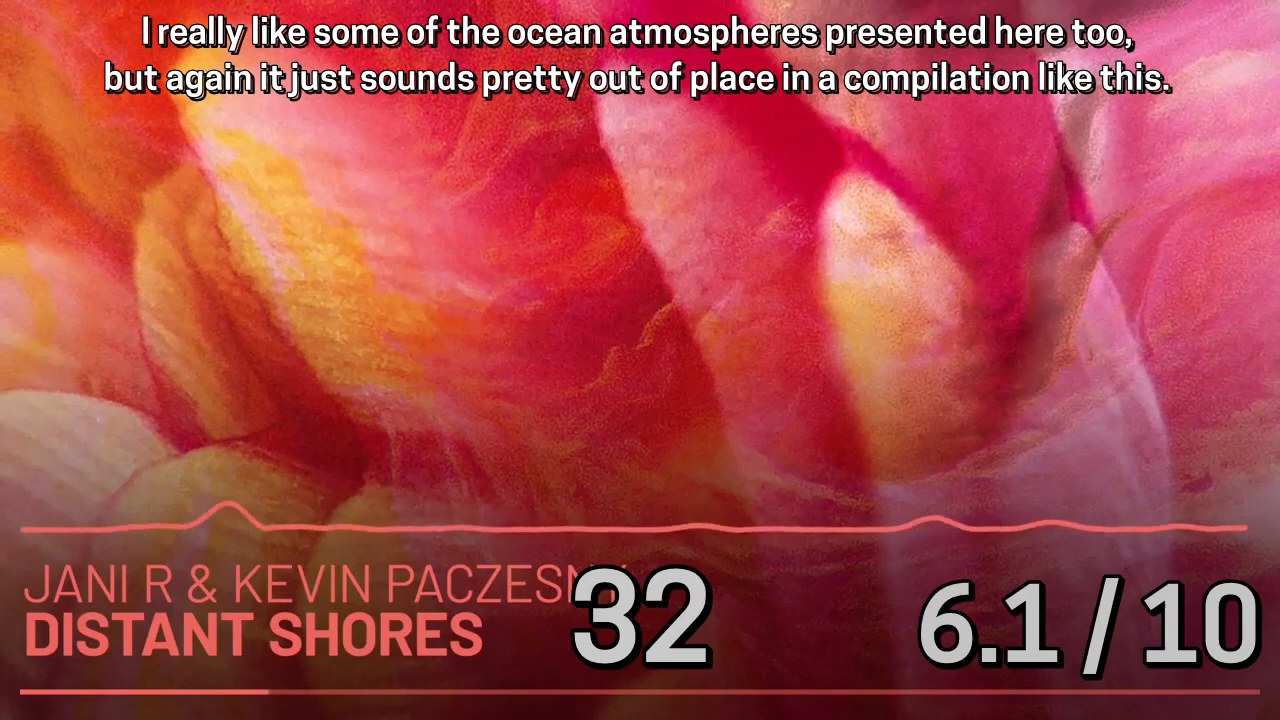 I really like some of the ocean atmospheres presented here too,
but again it just sounds pretty out of place in a compilation like this.
JANI R & KEVIN PACZESNY
DISTANT SHORES
32
6.1 / 10